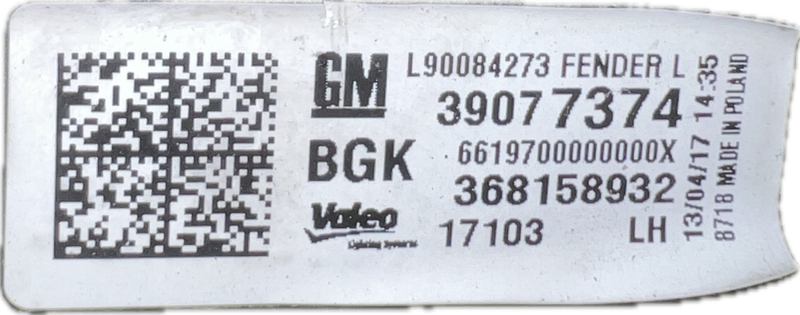 GM
L90084273 FENDER L
39077374
BGK
6619700000000X
368158932
Valeo
Lighting Systems
17103 LH
13/04/17 14:35
8718 MADE IN POLAND